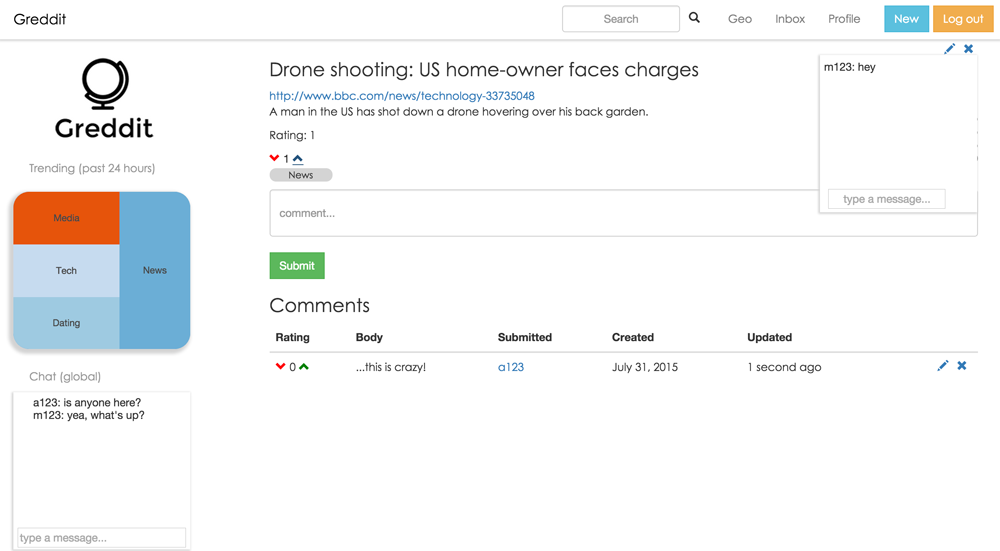 Greddit
Search
Geo
Inbox
Profile
New
Log out
Greddit
Trending (past 24 hours)
Media
Tech
Dating
News
Chat (global)
a123: is anyone here?
m123: yea, what's up?
type a message...
Drone shooting: US home-owner faces charges
http://www.bbc.com/news/technology-33735048
A man in the US has shot down a drone hovering over his back garden.
Rating: 1
1
News
comment...
Submit
m123: hey
type a message...
Comments
Rating Body Submitted Created Updated
0 ...this is crazy! a123 July 31, 2015 1 second ago